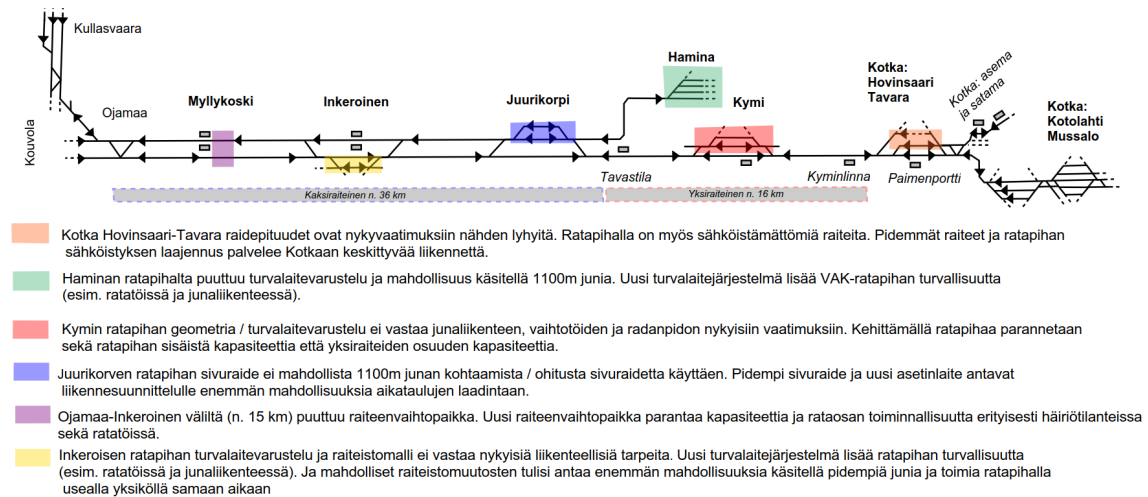 Kullasvaara
Ojamaa
Kouvola
Myllykoski
Inkeroinen
Juurikorpi
Hamina
Kymi
Kotka:
Hovinsaari
Tavara
Kotka: asema
ja satama
Kotka:
Kotolahti
Mussalo
Tavastila
Kyminlinna
Paimenportti
Kaksiraiteinen n. 36 km
Yksiraiteinen n. 16 km
Kotka Hovinsaari-Tavara raidepituudet ovat nykyvaatimuksiin nähden lyhyitä. Ratapihalla on myös sähköistämättömiä raiteita. Pidemmät raiteet ja ratapihan
sähköistyksen laajennus palvelee Kotkaan keskittyvää liikennettä.
Haminan ratapihalta puuttuu turvalaitevarustelu ja mahdollisuus käsitellä 1100m junia. Uusi turvalaitejärjestelmä lisää VAK-ratapihan turvallisuutta
(esim. ratatöissä ja junaliikenteessä).
Kymin ratapihan geometria / turvalaitevarustelu ei vastaa junaliikenteen, vaihtotöiden ja radanpidon nykyisiin vaatimuksiin. Kehittämällä ratapihaa parannetaan
sekä ratapihan sisäistä kapasiteettia että yksiraiteiden osuuden kapasiteettia.
Juurikorven ratapihan sivuraide ei mahdollista 1100m junan kohtaamista / ohitusta sivuraidetta käyttäen. Pidempi sivuraide ja uusi asetinlaite antavat
liikennesuunnittelulle enemmän mahdollisuuksia aikataulujen laadintaan.
Ojamaa-Inkeroinen väliltä (n. 15 km) puuttuu raiteenvaihtopaikka. Uusi raiteenvaihtopaikka parantaa kapasiteettia ja rataosan toiminnallisuutta erityisesti häiriötilanteissa
sekä ratatöissä.
Inkeroisen ratapihan turvalaitevarustelu ja raiteistomalli ei vastaa nykyisiä liikenteellisiä tarpeita. Uusi turvalaitejärjestelmä lisää ratapihan turvallisuutta
(esim. ratatöissä ja junaliikenteessä). Ja mahdolliset raiteistomuutosten tulisi antaa enemmän mahdollisuuksia käsitellä pidempiä junia ja toimia ratapihalla
usealla yksiköllä samaan aikaan